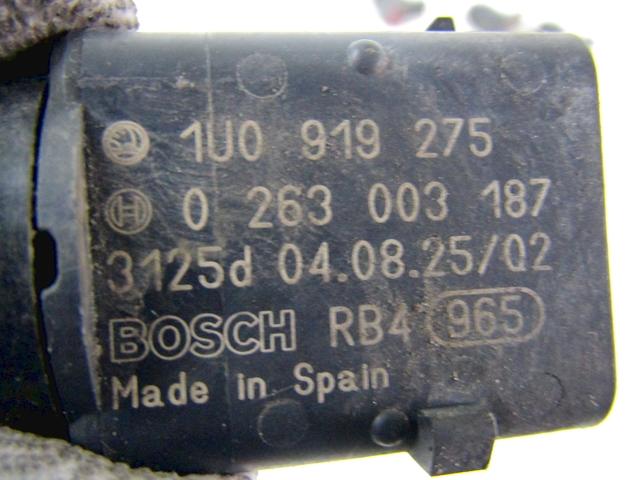 1U0 919 275
0 263 003 187
3125d 04.08.25/02
BOSCH RB4 965
Made in Spain